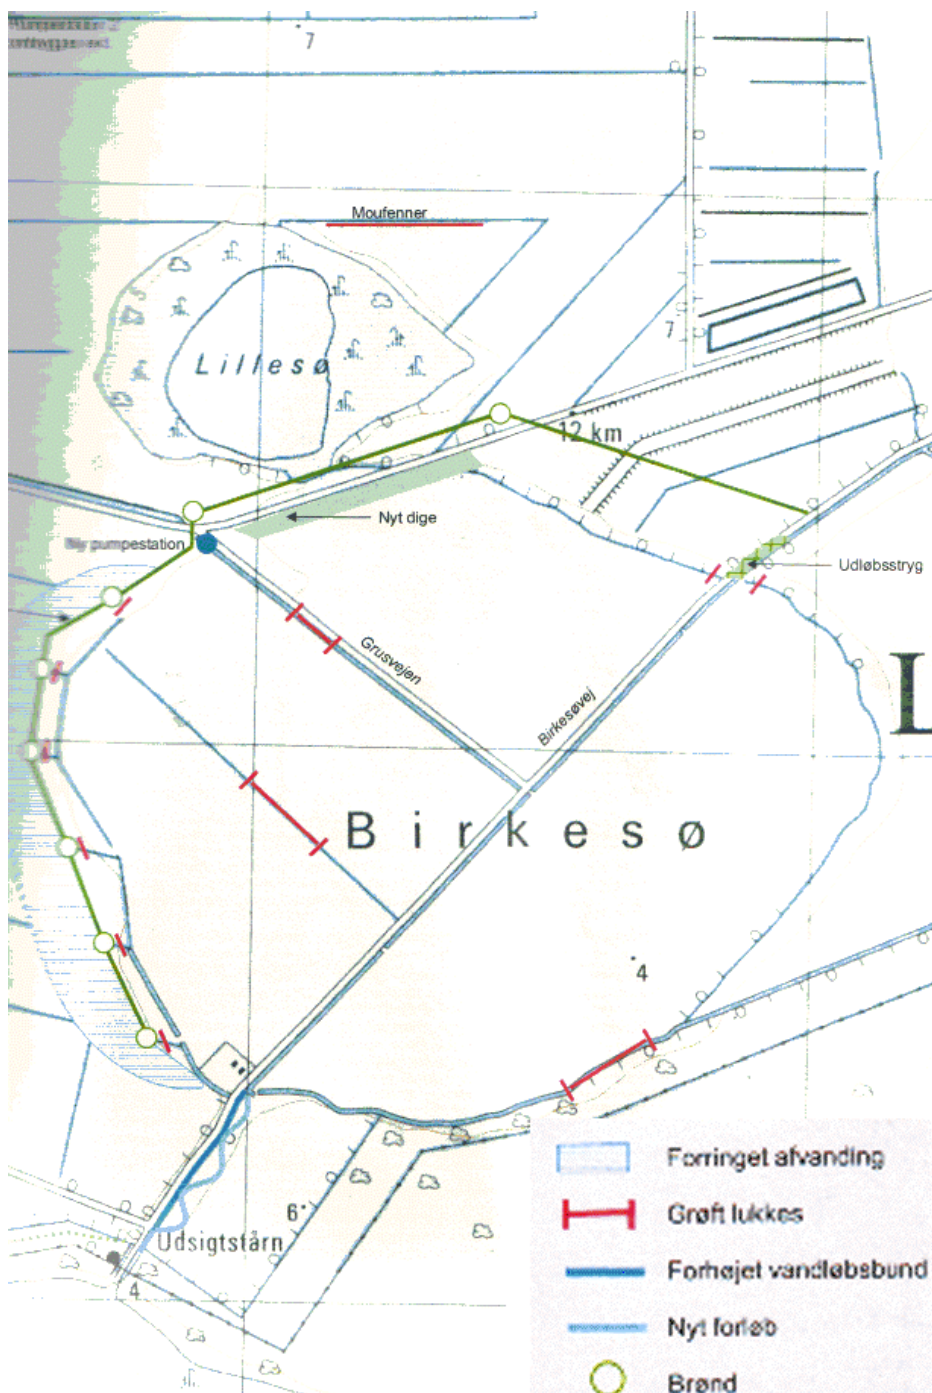 7
Moufenner
7
Lillesø
12 km
Nyt dige
Ny pumpestation
Udløbsstryg
Grusvejen
L
Birkesøvej
Birkesø
4
6
Udsigtstårn
4
Forringet afvanding
Grøft lukkes
Forhøjet vandløbsbund
Nyt forløb
Brønd